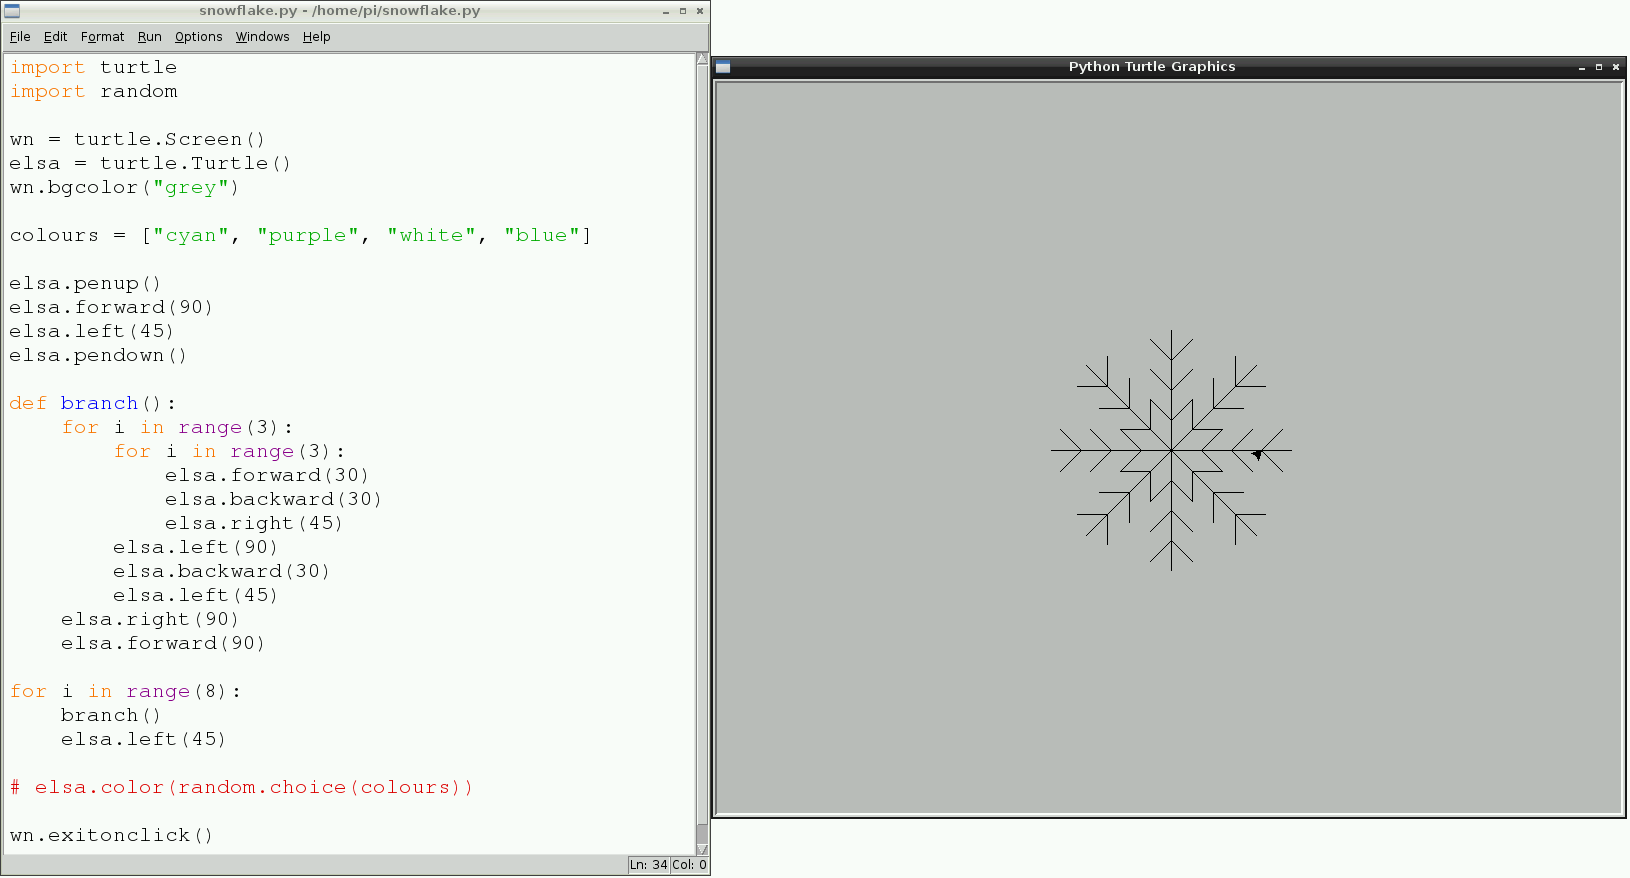 snowflake.py - /home/pi/snowflake.py
File Edit Format Run Options Windows Help
import turtle
import random
wn = turtle.Screen()
elsa = turtle.Turtle()
wn.bgcolor("grey")
colours = ["cyan", "purple", "white", "blue"]
elsa.penup()
elsa.forward(90)
elsa.left(45)
elsa.pendown()
def branch():
    for i in range(3):
        for i in range(3):
            elsa.forward(30)
            elsa.backward(30)
            elsa.right(45)
        elsa.left(90)
        elsa.backward(30)
        elsa.left(45)
    elsa.right(90)
    elsa.forward(90)
for i in range(8):
    branch()
    elsa.left(45)
# elsa.color(random.choice(colours))
wn.exitonclick()
Ln: 34 Col: 0
Python Turtle Graphics